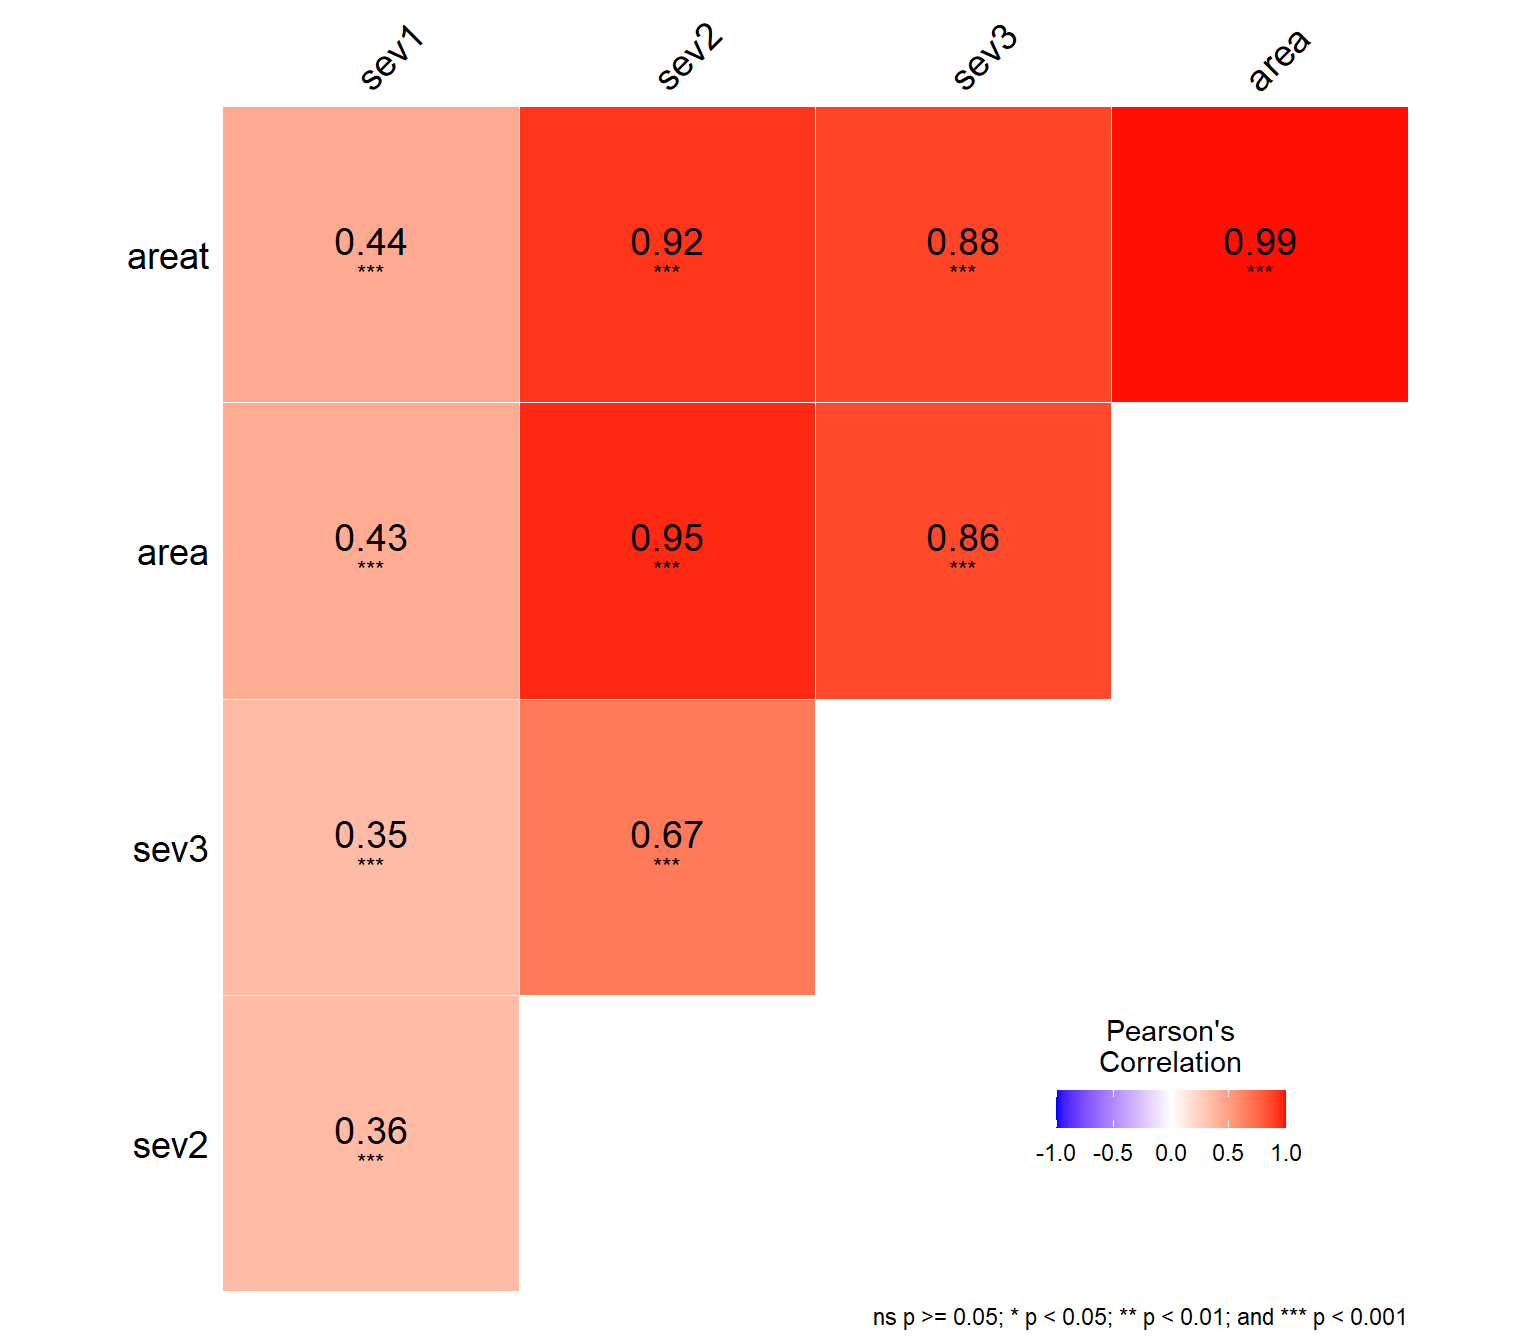 sev1 sev2 sev3 area
areat 0.44 0.92 0.88 0.99
*** *** *** ***
area 0.43 0.95 0.86
*** *** ***
sev3 0.35 0.67
*** ***
sev2 0.36
***
Pearson's
Correlation
-1.0 -0.5 0.0 0.5 1.0
ns p >= 0.05; * p < 0.05; ** p < 0.01; and *** p < 0.001